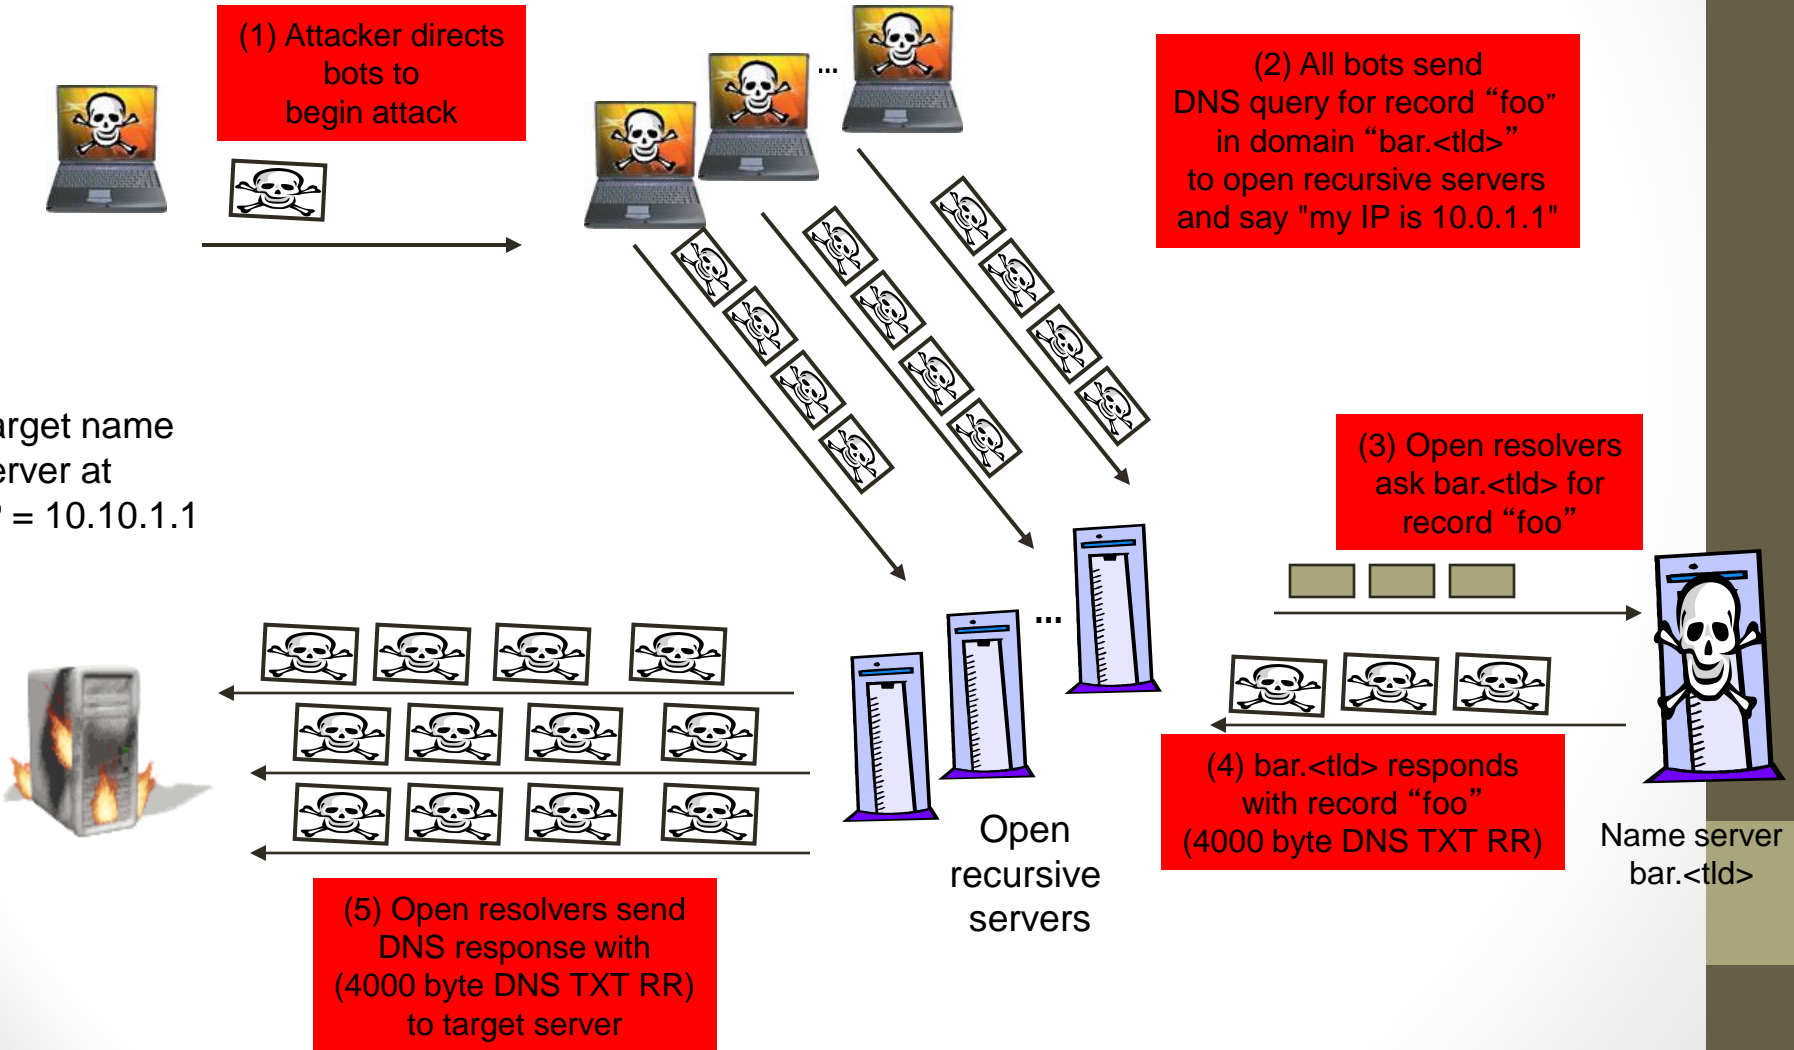 (1) Attacker directs
bots to
begin attack
...
(2) All bots send
DNS query for record “foo”
in domain “bar.<tld>”
to open recursive servers
and say "my IP is 10.0.1.1"
arget name
erver at
= 10.10.1.1
(3) Open resolvers
ask bar.<tld> for
record “foo”
...
(4) bar.<tld> responds
with record “foo”
(4000 byte DNS TXT RR)
Name server
bar.<tld>
Open
recursive
servers
(5) Open resolvers send
DNS response with
(4000 byte DNS TXT RR)
to target server